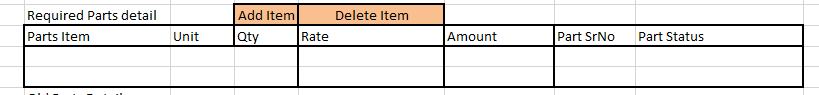 Required Parts detail Add Item Delete Item
Parts Item Unit Qty Rate Amount Part SrNo Part Status